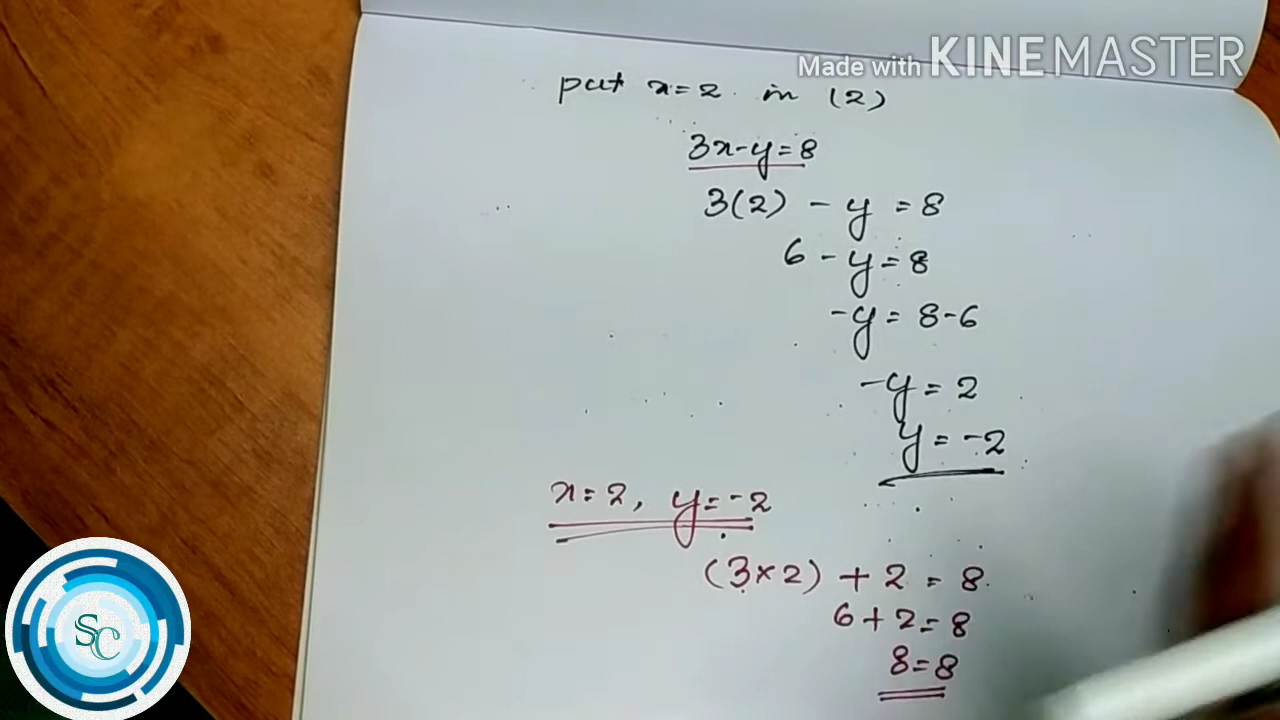 Made with KINEMASTER
put x=2 in (2)
3x-y=8
3(2) - y = 8
6 - y = 8
-y = 8-6
-y = 2
y = -2
x=2, y=-2
(3×2) + 2 = 8
6+2=8
8=8
SC